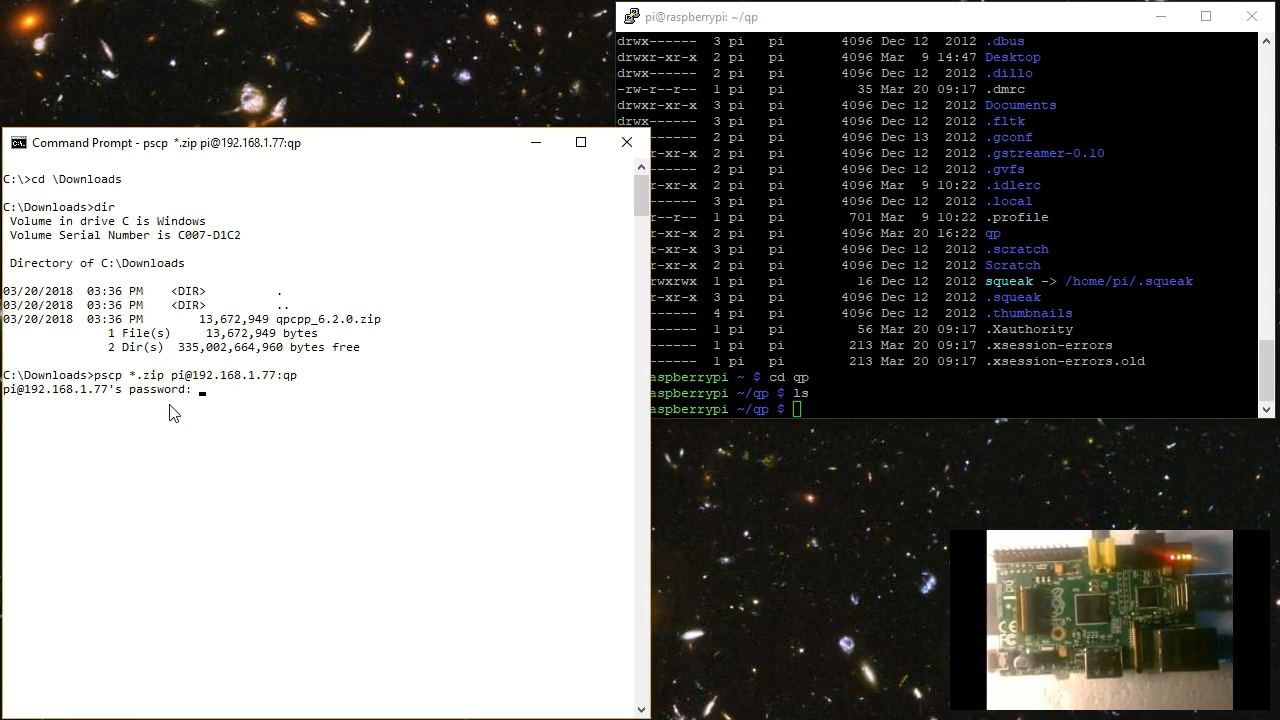 pi@raspberrypi: ~/qp
drwx------ 3 pi pi 4096 Dec 12 2012 .dbus
drwxr-xr-x 2 pi pi 4096 Mar 9 14:47 Desktop
drwx------ 2 pi pi 4096 Dec 12 2012 .dillo
-rw-r--r-- 1 pi pi 35 Mar 20 09:17 .dmrc
drwxr-xr-x 3 pi pi 4096 Dec 12 2012 Documents
drwx------ 3 pi pi 4096 Dec 12 2012 .fltk
------ 2 pi pi 4096 Dec 13 2012 .gconf
r-xr-x 2 pi pi 4096 Dec 12 2012 .gstreamer-0.10
------ 2 pi pi 4096 Dec 12 2012 .gvfs
r-xr-x 2 pi pi 4096 Mar 9 10:22 .idlerc
------ 3 pi pi 4096 Dec 12 2012 .local
r--r-- 1 pi pi 701 Mar 9 10:22 .profile
r-xr-x 2 pi pi 4096 Mar 20 16:22 qp
r-xr-x 3 pi pi 4096 Dec 12 2012 .scratch
r-xr-x 2 pi pi 4096 Dec 12 2012 Scratch
rwxrwx 1 pi pi 16 Dec 12 2012 squeak -> /home/pi/.squeak
r-xr-x 3 pi pi 4096 Dec 12 2012 .squeak
------ 4 pi pi 4096 Dec 12 2012 .thumbnails
------ 1 pi pi 56 Mar 20 09:17 .Xauthority
------ 1 pi pi 213 Mar 20 09:17 .xsession-errors
------ 1 pi pi 213 Mar 20 09:17 .xsession-errors.old
aspberrypi ~ $ cd qp
aspberrypi ~/qp $ ls
aspberrypi ~/qp $
Command Prompt - pscp *.zip pi@192.168.1.77:qp
C:\>cd \Downloads
C:\Downloads>dir
Volume in drive C is Windows
Volume Serial Number is C007-D1C2
Directory of C:\Downloads
03/20/2018 03:36 PM <DIR> .
03/20/2018 03:36 PM <DIR> ..
03/20/2018 03:36 PM 13,672,949 qpcpp_6.2.0.zip
1 File(s) 13,672,949 bytes
2 Dir(s) 335,002,664,960 bytes free
C:\Downloads>pscp *.zip pi@192.168.1.77:qp
pi@192.168.1.77's password: